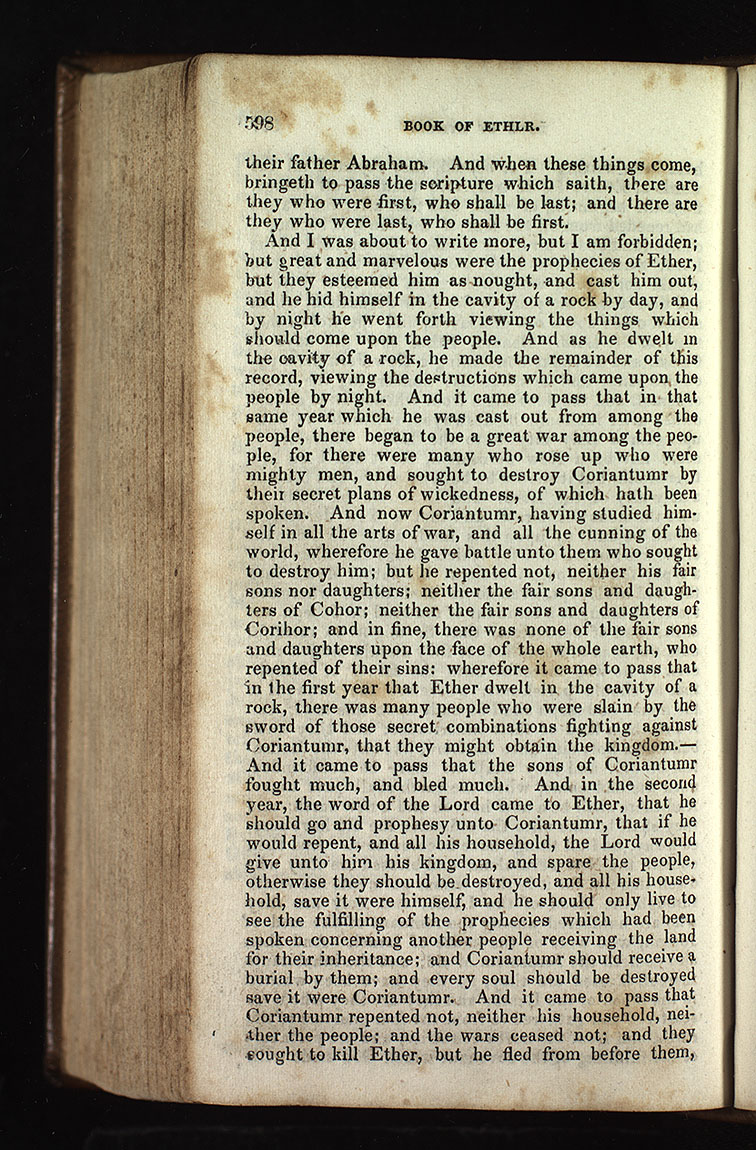 598
BOOK OF ETHLR.
their father Abraham. And when these things come,
bringeth to pass the scripture which saith, there are
they who were first, who shall be last; and there are
they who were last, who shall be first.
And I was about to write more, but I am forbidden;
but great and marvelous were the prophecies of Ether,
but they esteemed him as nought, and cast him out,
and he hid himself in the cavity of a rock by day, and
by night he went forth viewing the things which
should come upon the people. And as he dwelt in
the cavity of a rock, he made the remainder of this
record, viewing the destructions which came upon the
people by night. And it came to pass that in that
same year which he was cast out from among the
people, there began to be a great war among the peo-
ple, for there were many who rose up who were
mighty men, and sought to destroy Coriantumr by
their secret plans of wickedness, of which hath been
spoken. And now Coriantumr, having studied him-
self in all the arts of war, and all the cunning of the
world, wherefore he gave battle unto them who sought
to destroy him; but he repented not, neither his fair
sons nor daughters; neither the fair sons and daugh-
ters of Cohor; neither the fair sons and daughters of
Corihor; and in fine, there was none of the fair sons
and daughters upon the face of the whole earth, who
repented of their sins: wherefore it came to pass that
in the first year that Ether dwelt in the cavity of a
rock, there was many people who were slain by the
sword of those secret combinations fighting against
Coriantumr, that they might obtain the kingdom.—
And it came to pass that the sons of Coriantumr
fought much, and bled much. And in the second
year, the word of the Lord came to Ether, that he
should go and prophesy unto Coriantumr, that if he
would repent, and all his household, the Lord would
give unto him his kingdom, and spare the people,
otherwise they should be destroyed, and all his house-
hold, save it were himself, and he should only live to
see the fulfilling of the prophecies which had been
spoken concerning another people receiving the land
for their inheritance; and Coriantumr should receive a
burial by them; and every soul should be destroyed
save it were Coriantumr. And it came to pass that
Coriantumr repented not, neither his household, nei-
ther the people; and the wars ceased not; and they
sought to kill Ether, but he fled from before them,